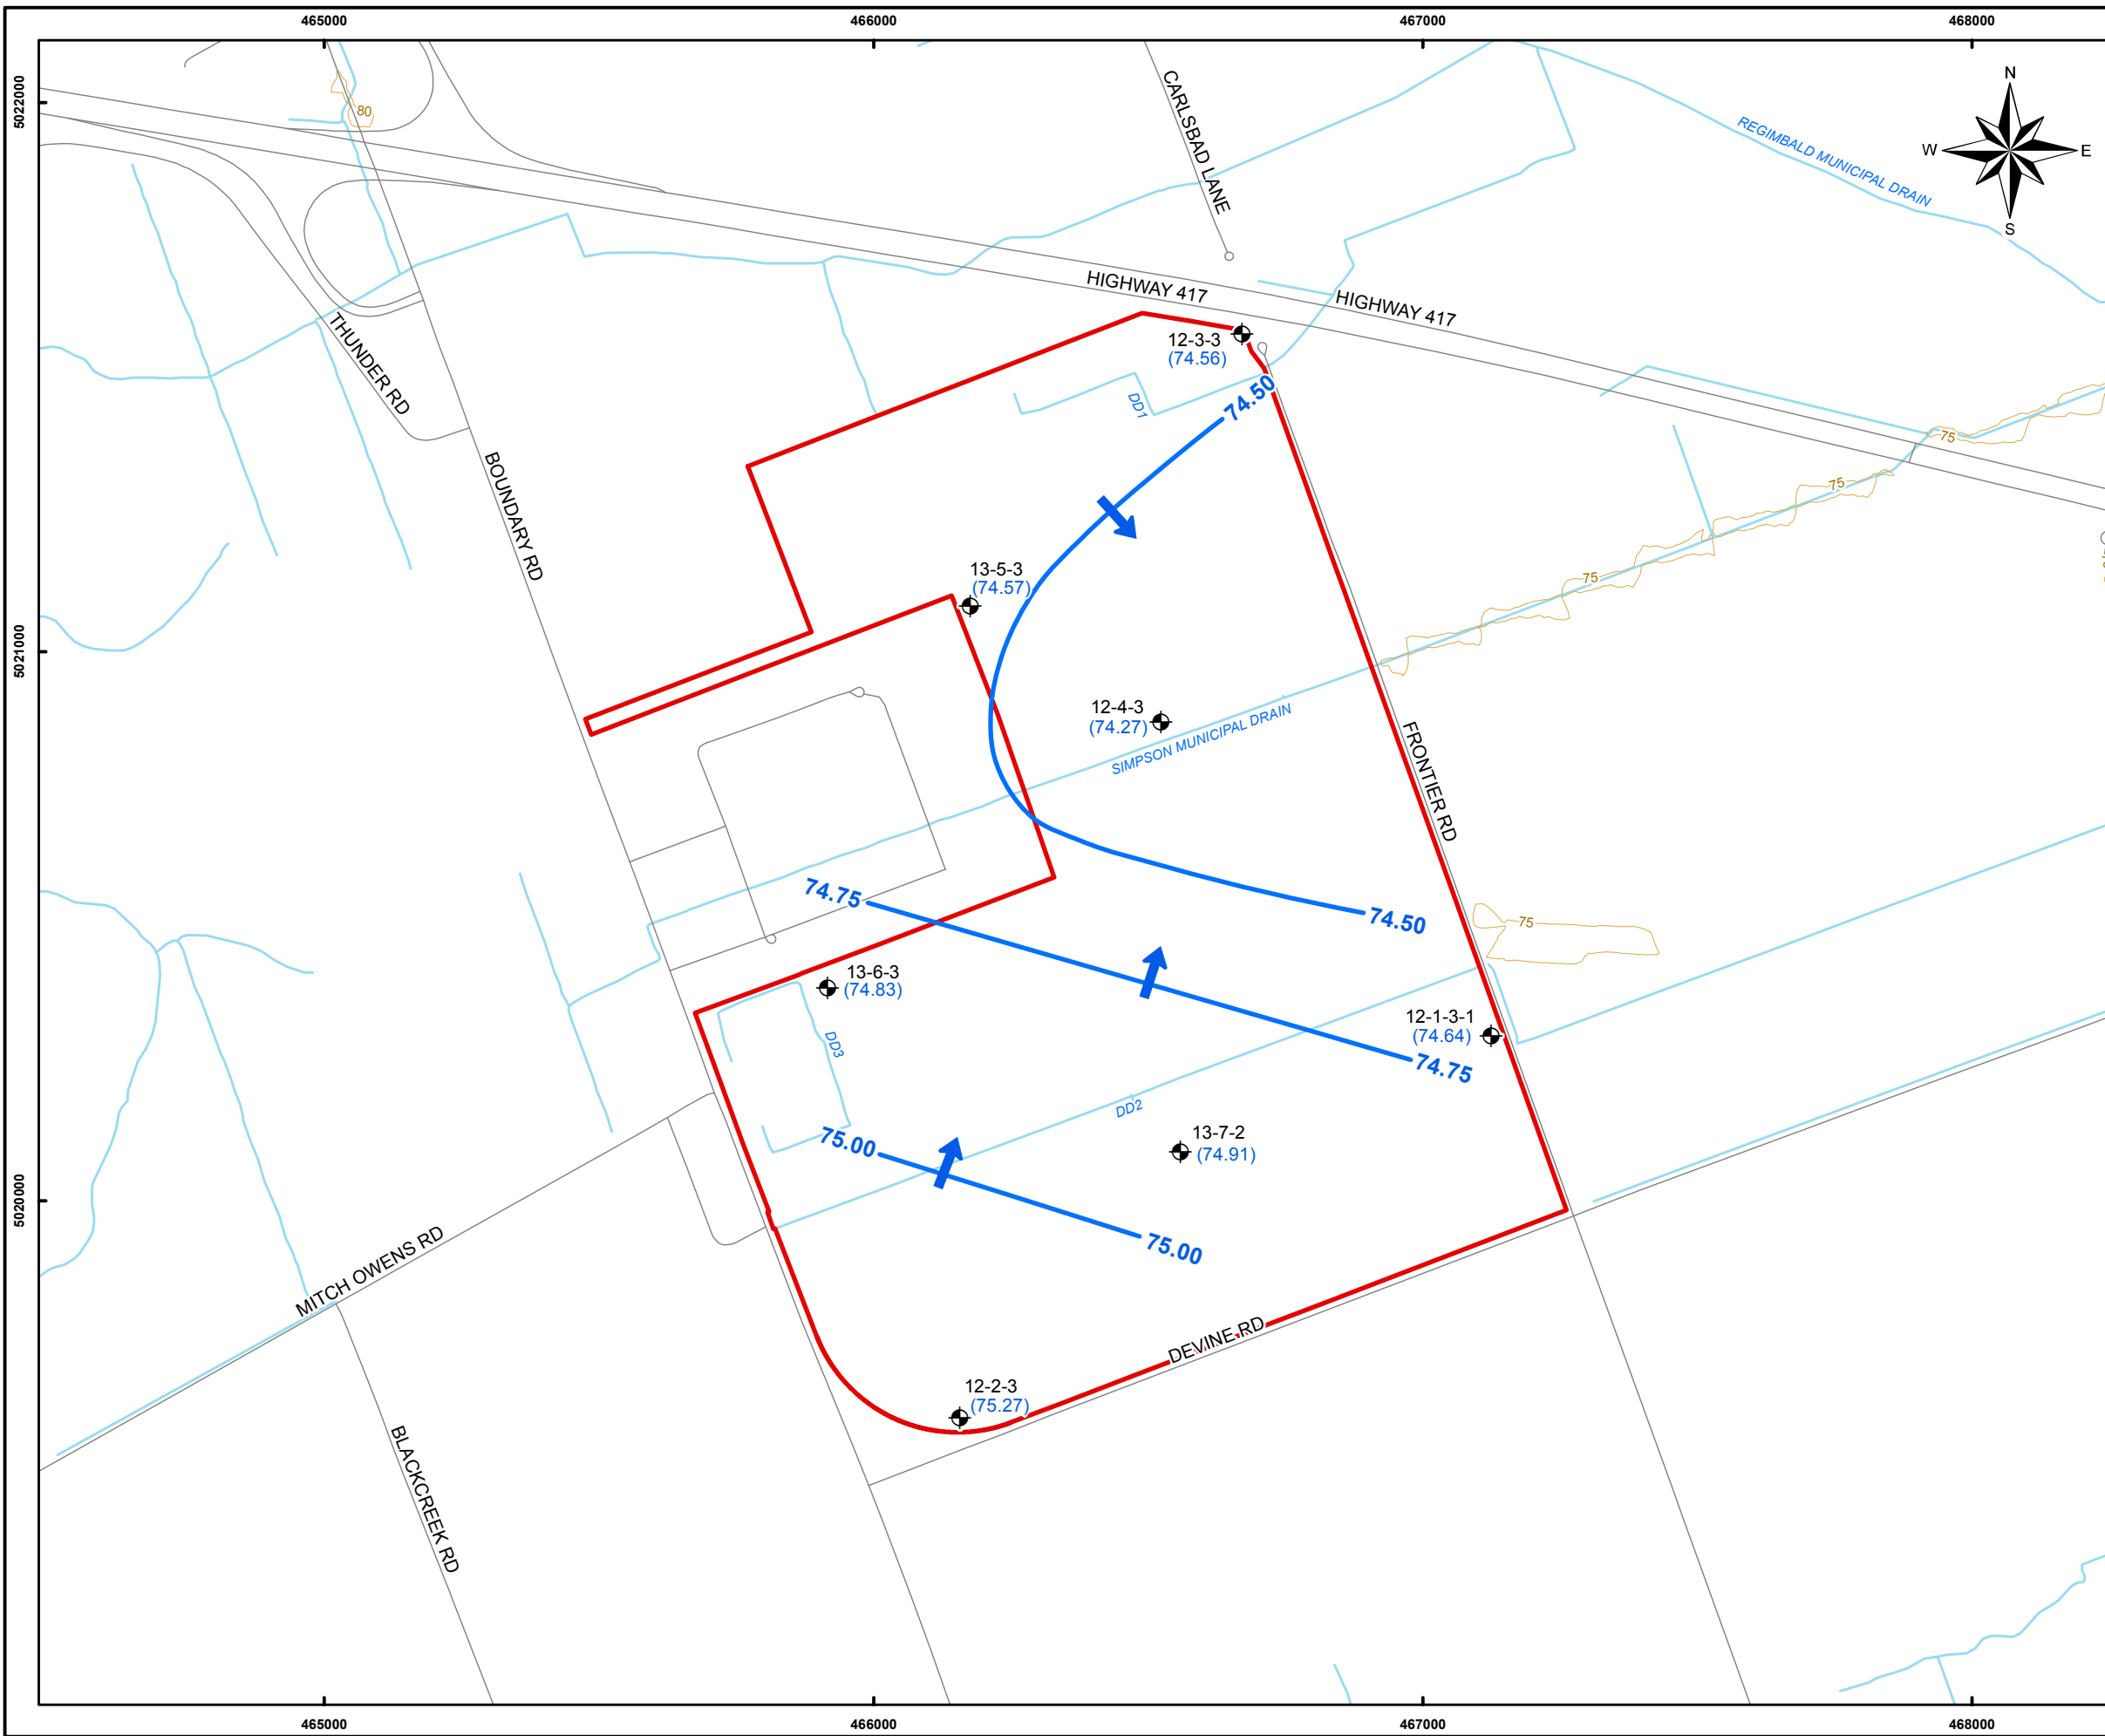 465000
466000
467000
468000
5022000
5021000
5020000
N
W
E
S
80
CARLSBAD LANE
REGIMBALD MUNICIPAL DRAIN
HIGHWAY 417
HIGHWAY 417
THUNDER RD
12-3-3
(74.56)
DD1
74.50
75
75
75
BOUNDARY RD
13-5-3
(74.57)
12-4-3
(74.27)
SIMPSON MUNICIPAL DRAIN
FRONTIER RD
74.75
74.50
75
13-6-3
(74.83)
12-1-3-1
(74.64)
DD3
74.75
DD2
75.00
13-7-2
(74.91)
75.00
MITCH OWENS RD
DEVINE RD
12-2-3
(75.27)
BLACKCREEK RD
465000
466000
467000
468000